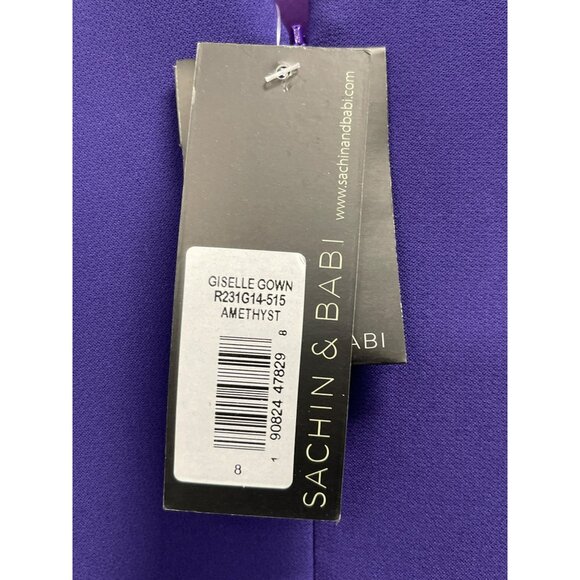 GISELLE GOWN
R231G14-515
AMETHYST
1 90824 47829 8
8
SACHIN & BABI
www.sachinandbabi.com
ABI